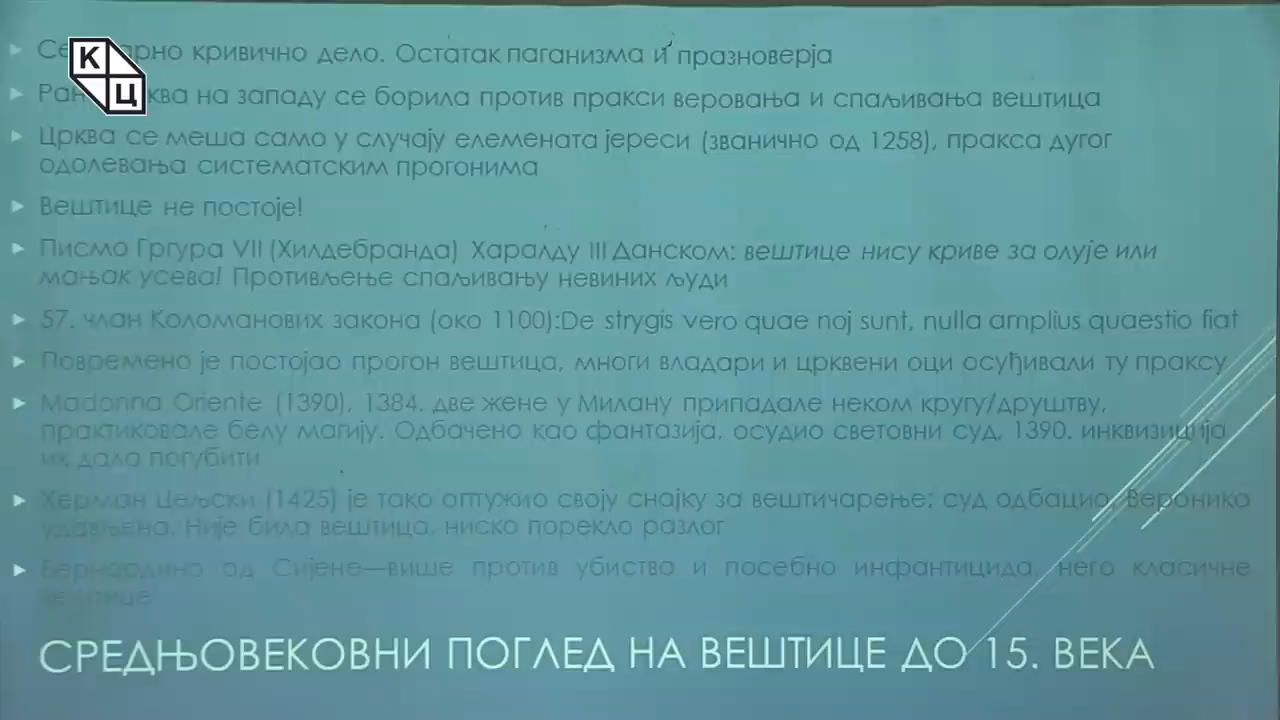 кривично дело. Остатак паганизма и празноверја
К
Ц
на западу се борила против пракси веровања и спаљивања вештица
Црква се меша само у случају елемената јереси (званично од 1258), пракса дугог
одолевања систематским прогонима
Вештице не постоје!
Писмо Гргура VII (Хилдебранда) Харалду III Данском: вештице нису криве за олује или
мањак усева! Противљење спаљивању невиних људи
57. члан Коломанових закона (око 1100):De strygis vero quae noj sunt, nulla amplius quaestio fiat
Повремено је постојао прогон вештица, многи владари и црквени оци осуђивали ту праксу
Madonna Oriente (1390), 1384. две жене у Милану припадале неком кругу/друштву,
практиковале белу магију. Одбачено као фантазија, осудио световни суд, 1390. инквизиција
их дала погубити
Херман Цељски (1425) је тако оптужио своју снајку за вештичарење; суд одбацио, Вероника
удављена. Није била вештица, ниско порекло разлог
Бернардино од Сијене—више против убиства и посебно инфантицида, него класичне
вештице
СРЕДЊОВЕКОВНИ ПОГЛЕД НА ВЕШТИЦЕ ДО 15. ВЕКА